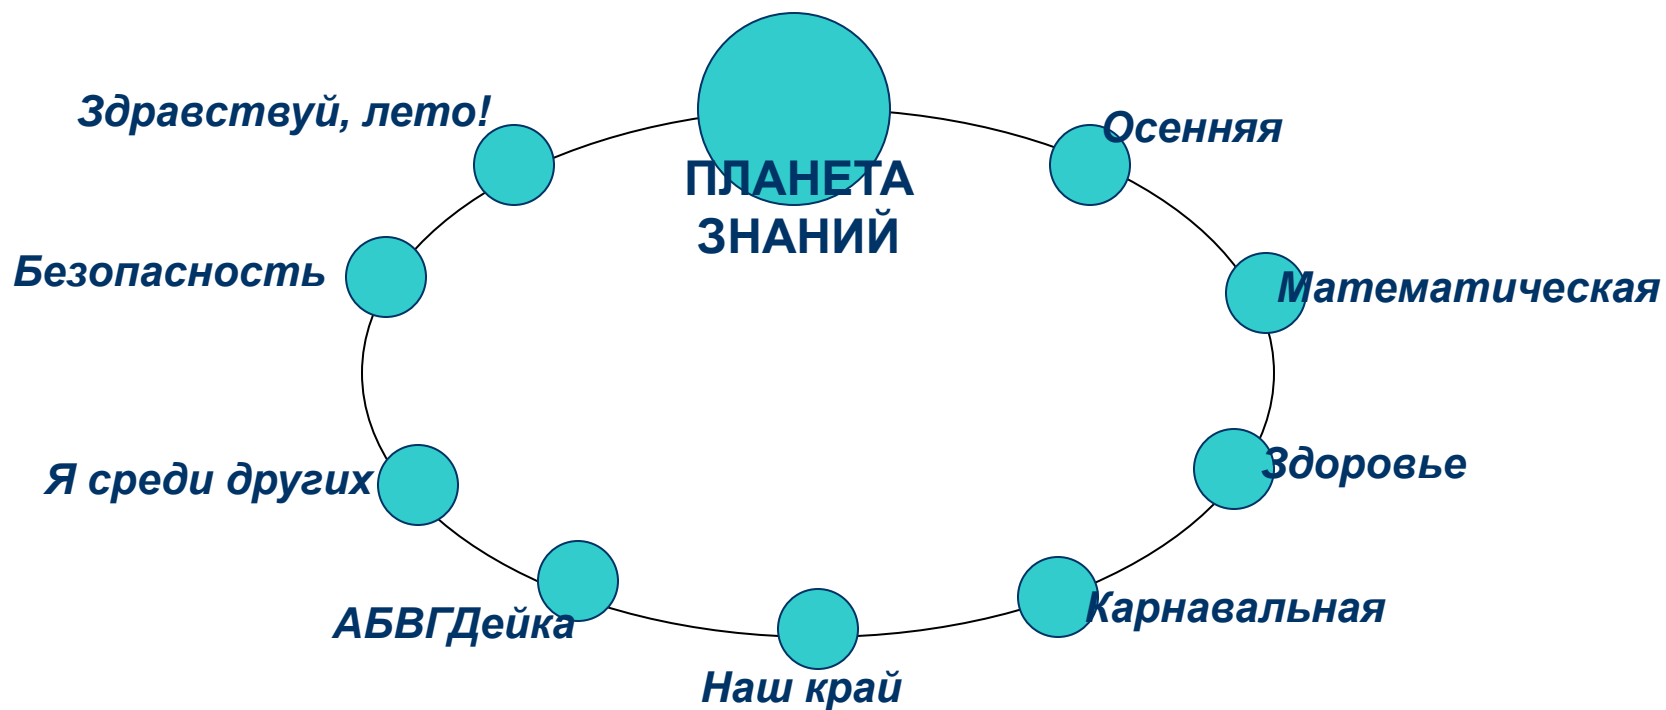 Здравствуй, лето!
Осенняя
ПЛАНЕТА
ЗНАНИЙ
Безопасность
Математическая
Я среди других
Здоровье
АБВГДейка
Карнавальная
Наш край